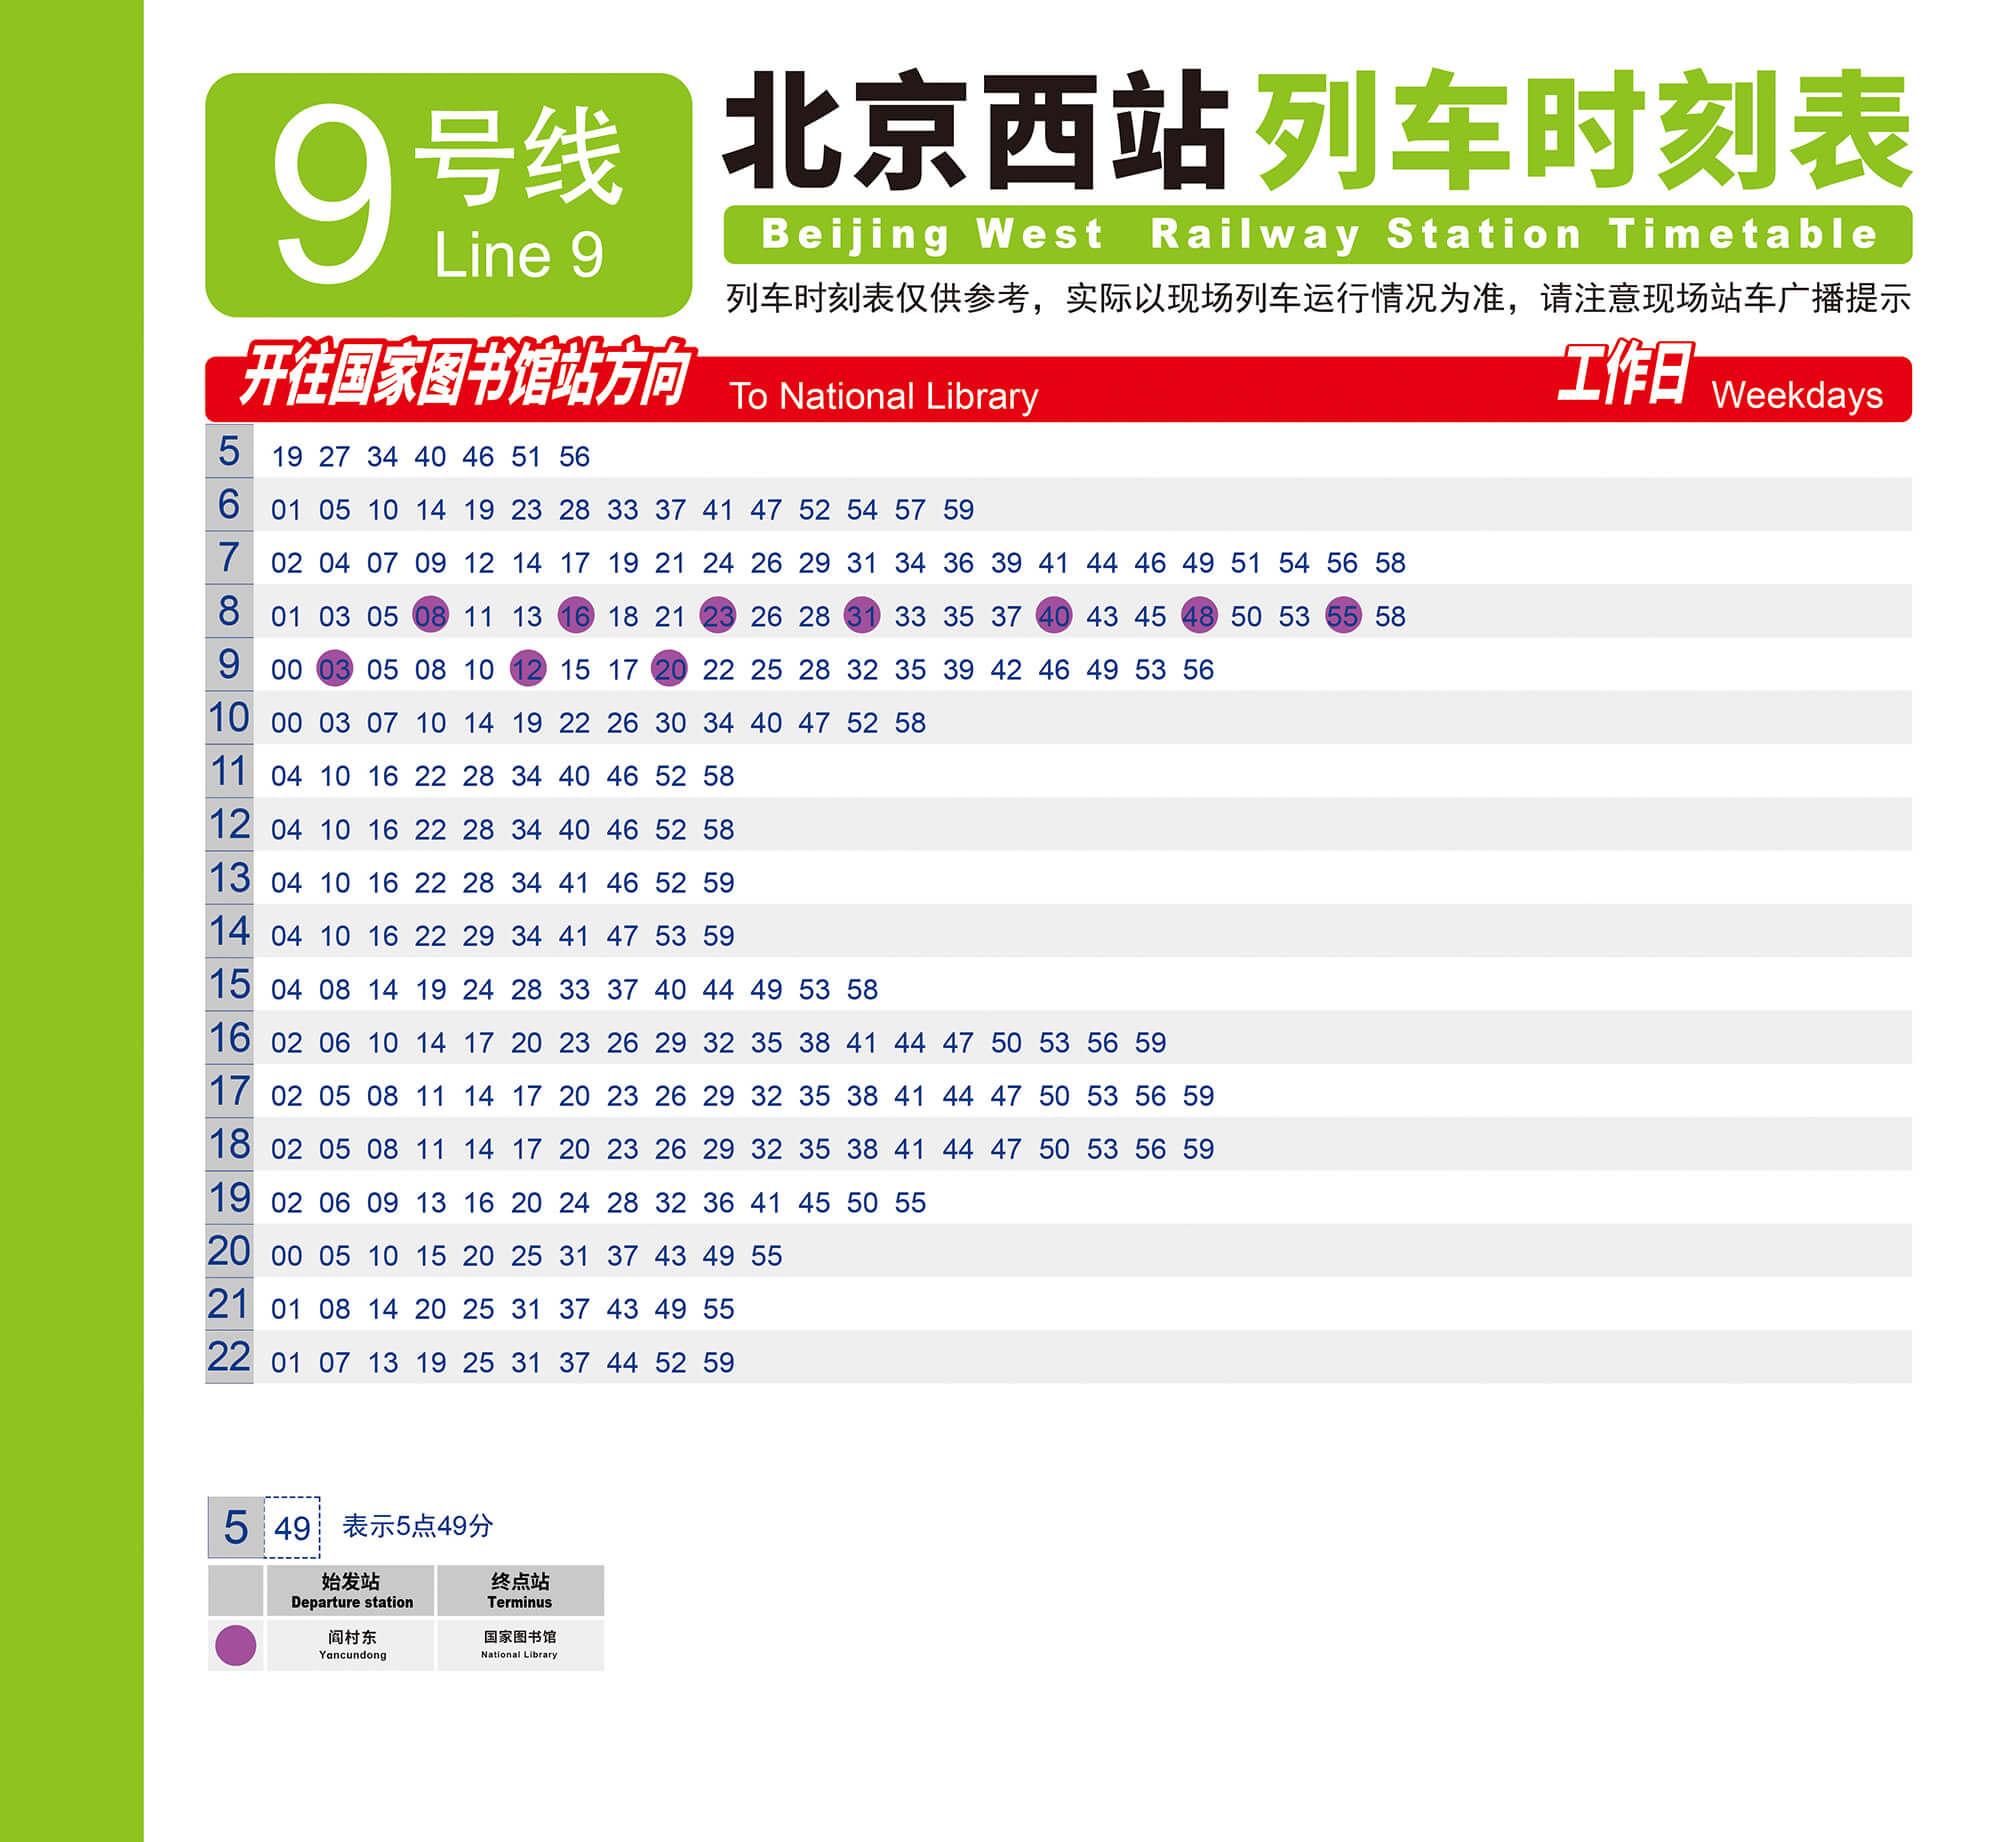 9号线
Line 9
北京西站 列车时刻表
Beijing West Railway Station Timetable
列车时刻表仅供参考，实际以现场列车运行情况为准，请注意现场站车广播提示
开往国家图书馆站方向 To National Library 工作日 Weekdays
5 19 27 34 40 46 51 56
6 01 05 10 14 19 23 28 33 37 41 47 52 54 57 59
7 02 04 07 09 12 14 17 19 21 24 26 29 31 34 36 39 41 44 46 49 51 54 56 58
8 01 03 05 08 11 13 16 18 21 23 26 28 31 33 35 37 40 43 45 48 50 53 55 58
9 00 03 05 08 10 12 15 17 20 22 25 28 32 35 39 42 46 49 53 56
10 00 03 07 10 14 19 22 26 30 34 40 47 52 58
11 04 10 16 22 28 34 40 46 52 58
12 04 10 16 22 28 34 40 46 52 58
13 04 10 16 22 28 34 41 46 52 59
14 04 10 16 22 29 34 41 47 53 59
15 04 08 14 19 24 28 33 37 40 44 49 53 58
16 02 06 10 14 17 20 23 26 29 32 35 38 41 44 47 50 53 56 59
17 02 05 08 11 14 17 20 23 26 29 32 35 38 41 44 47 50 53 56 59
18 02 05 08 11 14 17 20 23 26 29 32 35 38 41 44 47 50 53 56 59
19 02 06 09 13 16 20 24 28 32 36 41 45 50 55
20 00 05 10 15 20 25 31 37 43 49 55
21 01 08 14 20 25 31 37 43 49 55
22 01 07 13 19 25 31 37 44 52 59
5 49 表示5点49分
始发站 终点站
Departure station Terminus
阎村东 国家图书馆
Yancundong National Library